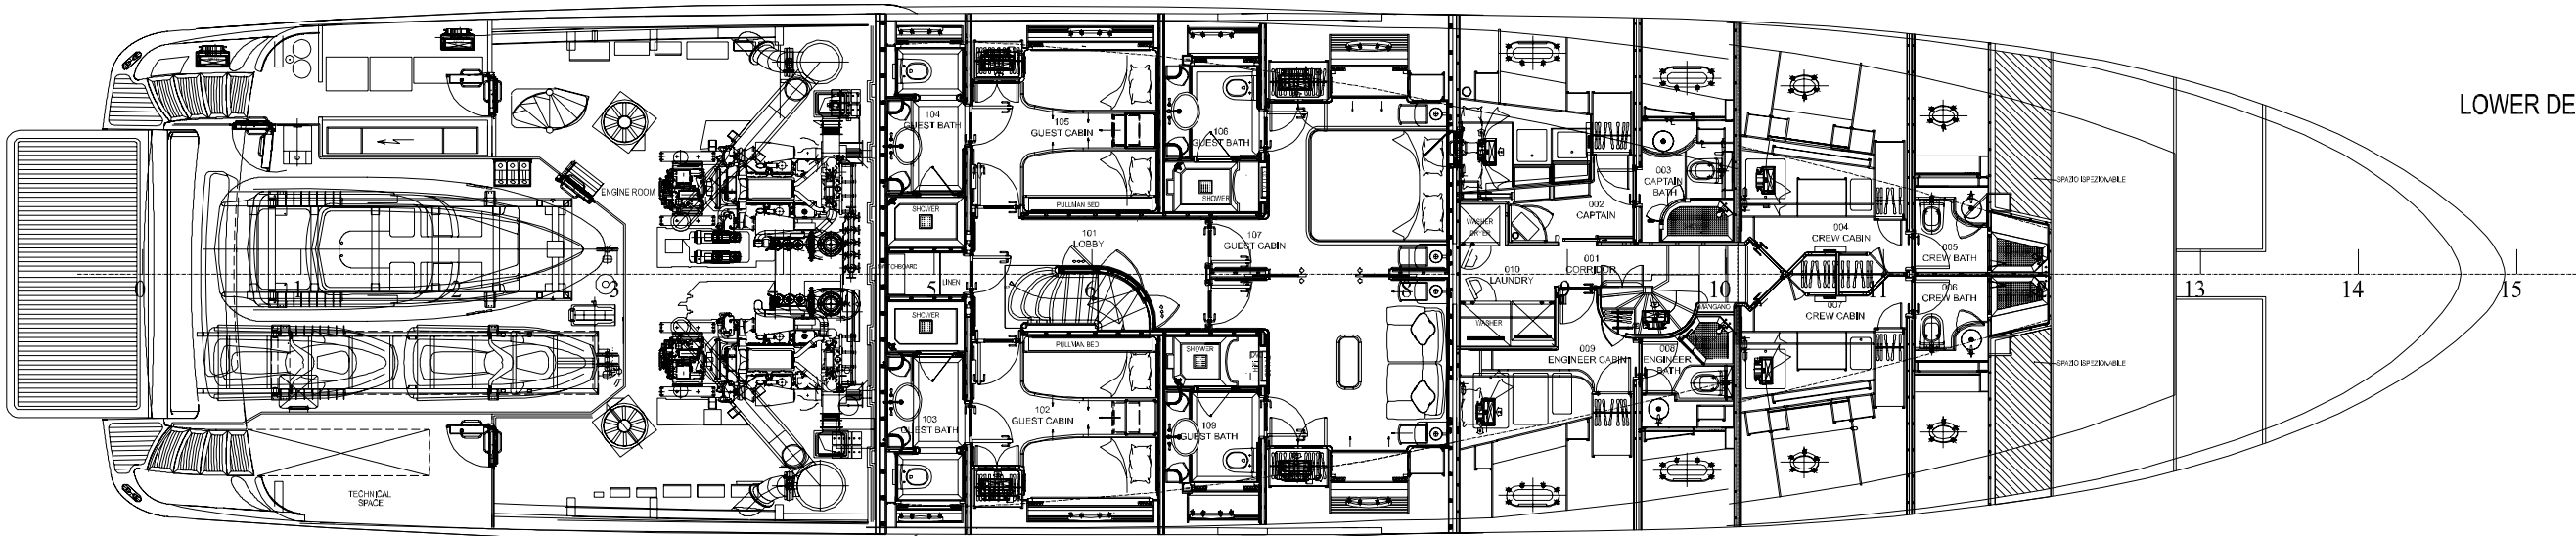 LOWER DE
104
GUEST BATH
105
GUEST CABIN
106
GUEST BATH
ENGINE ROOM
003
CAPTAIN
BATH
SPAZIO ISPEZIONABILE
PULLMAN BED
SHOWER
SHOWER
002
CAPTAIN
WASHER
101
LOBBY
107
GUEST CABIN
004
CREW CABIN
005
CREW BATH
001
CORRIDOR
010
LAUNDRY
LINEN
1
2
3
5
6
8
9
10
11
13
14
15
006
CREW BATH
007
CREW CABIN
MANGANO
SHOWER
WASHER
PULLMAN BED
SHOWER
009
ENGINEER CABIN
008
ENGINEER
BATH
SPAZIO ISPEZIONABILE
103
GUEST BATH
102
GUEST CABIN
109
GUEST BATH
TECHNICAL
SPACE